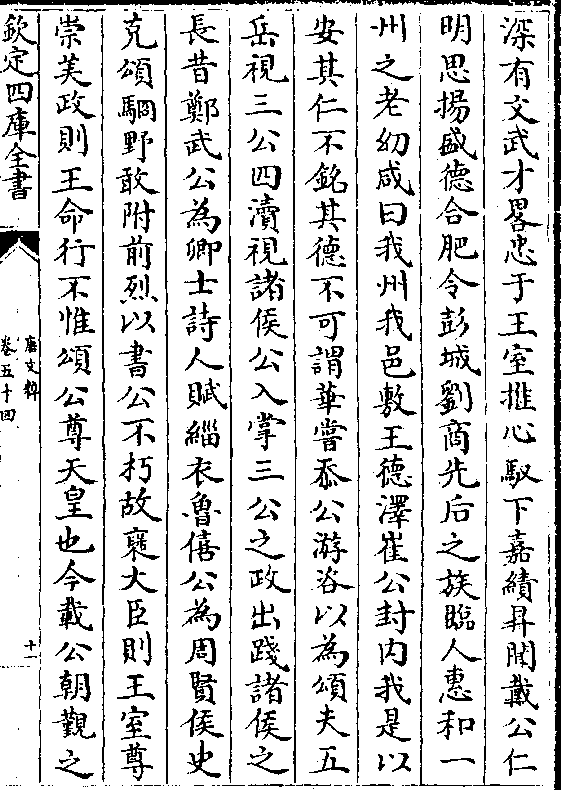 深有文武才畧忠于王室推心馭下嘉績昇聞戴公仁
明思揚盛德合肥令彭城劉商先后之族臨人惠和一
州之老幼咸曰我州我邑敷王德澤崔公封内我是以
安其仁不銘其德不可謂華嘗忝公游咨以為頌夫五
岳視三公四瀆視諸侯公入掌三公之政出踐諸侯之
長昔鄭武公為卿士詩人賦緇衣魯僖公為周賢侯史
克頌駉野敢附前烈以書公不朽故襃大臣則王室尊
崇美政則王命行不惟頌公尊天皇也今載公朝覲之
欽定四庫全書
唐文粹
卷五十四
十一